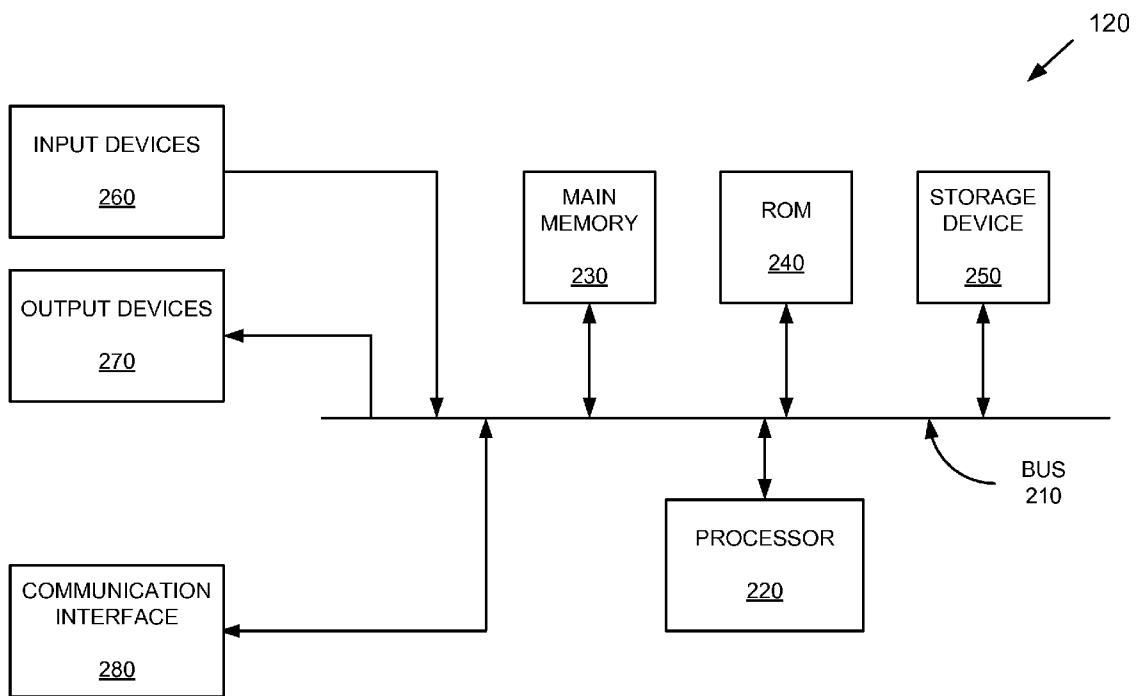 120
INPUT DEVICES
260
MAIN
MEMORY
230
ROM
240
STORAGE
DEVICE
250
OUTPUT DEVICES
270
BUS
210
PROCESSOR
220
COMMUNICATION
INTERFACE
280